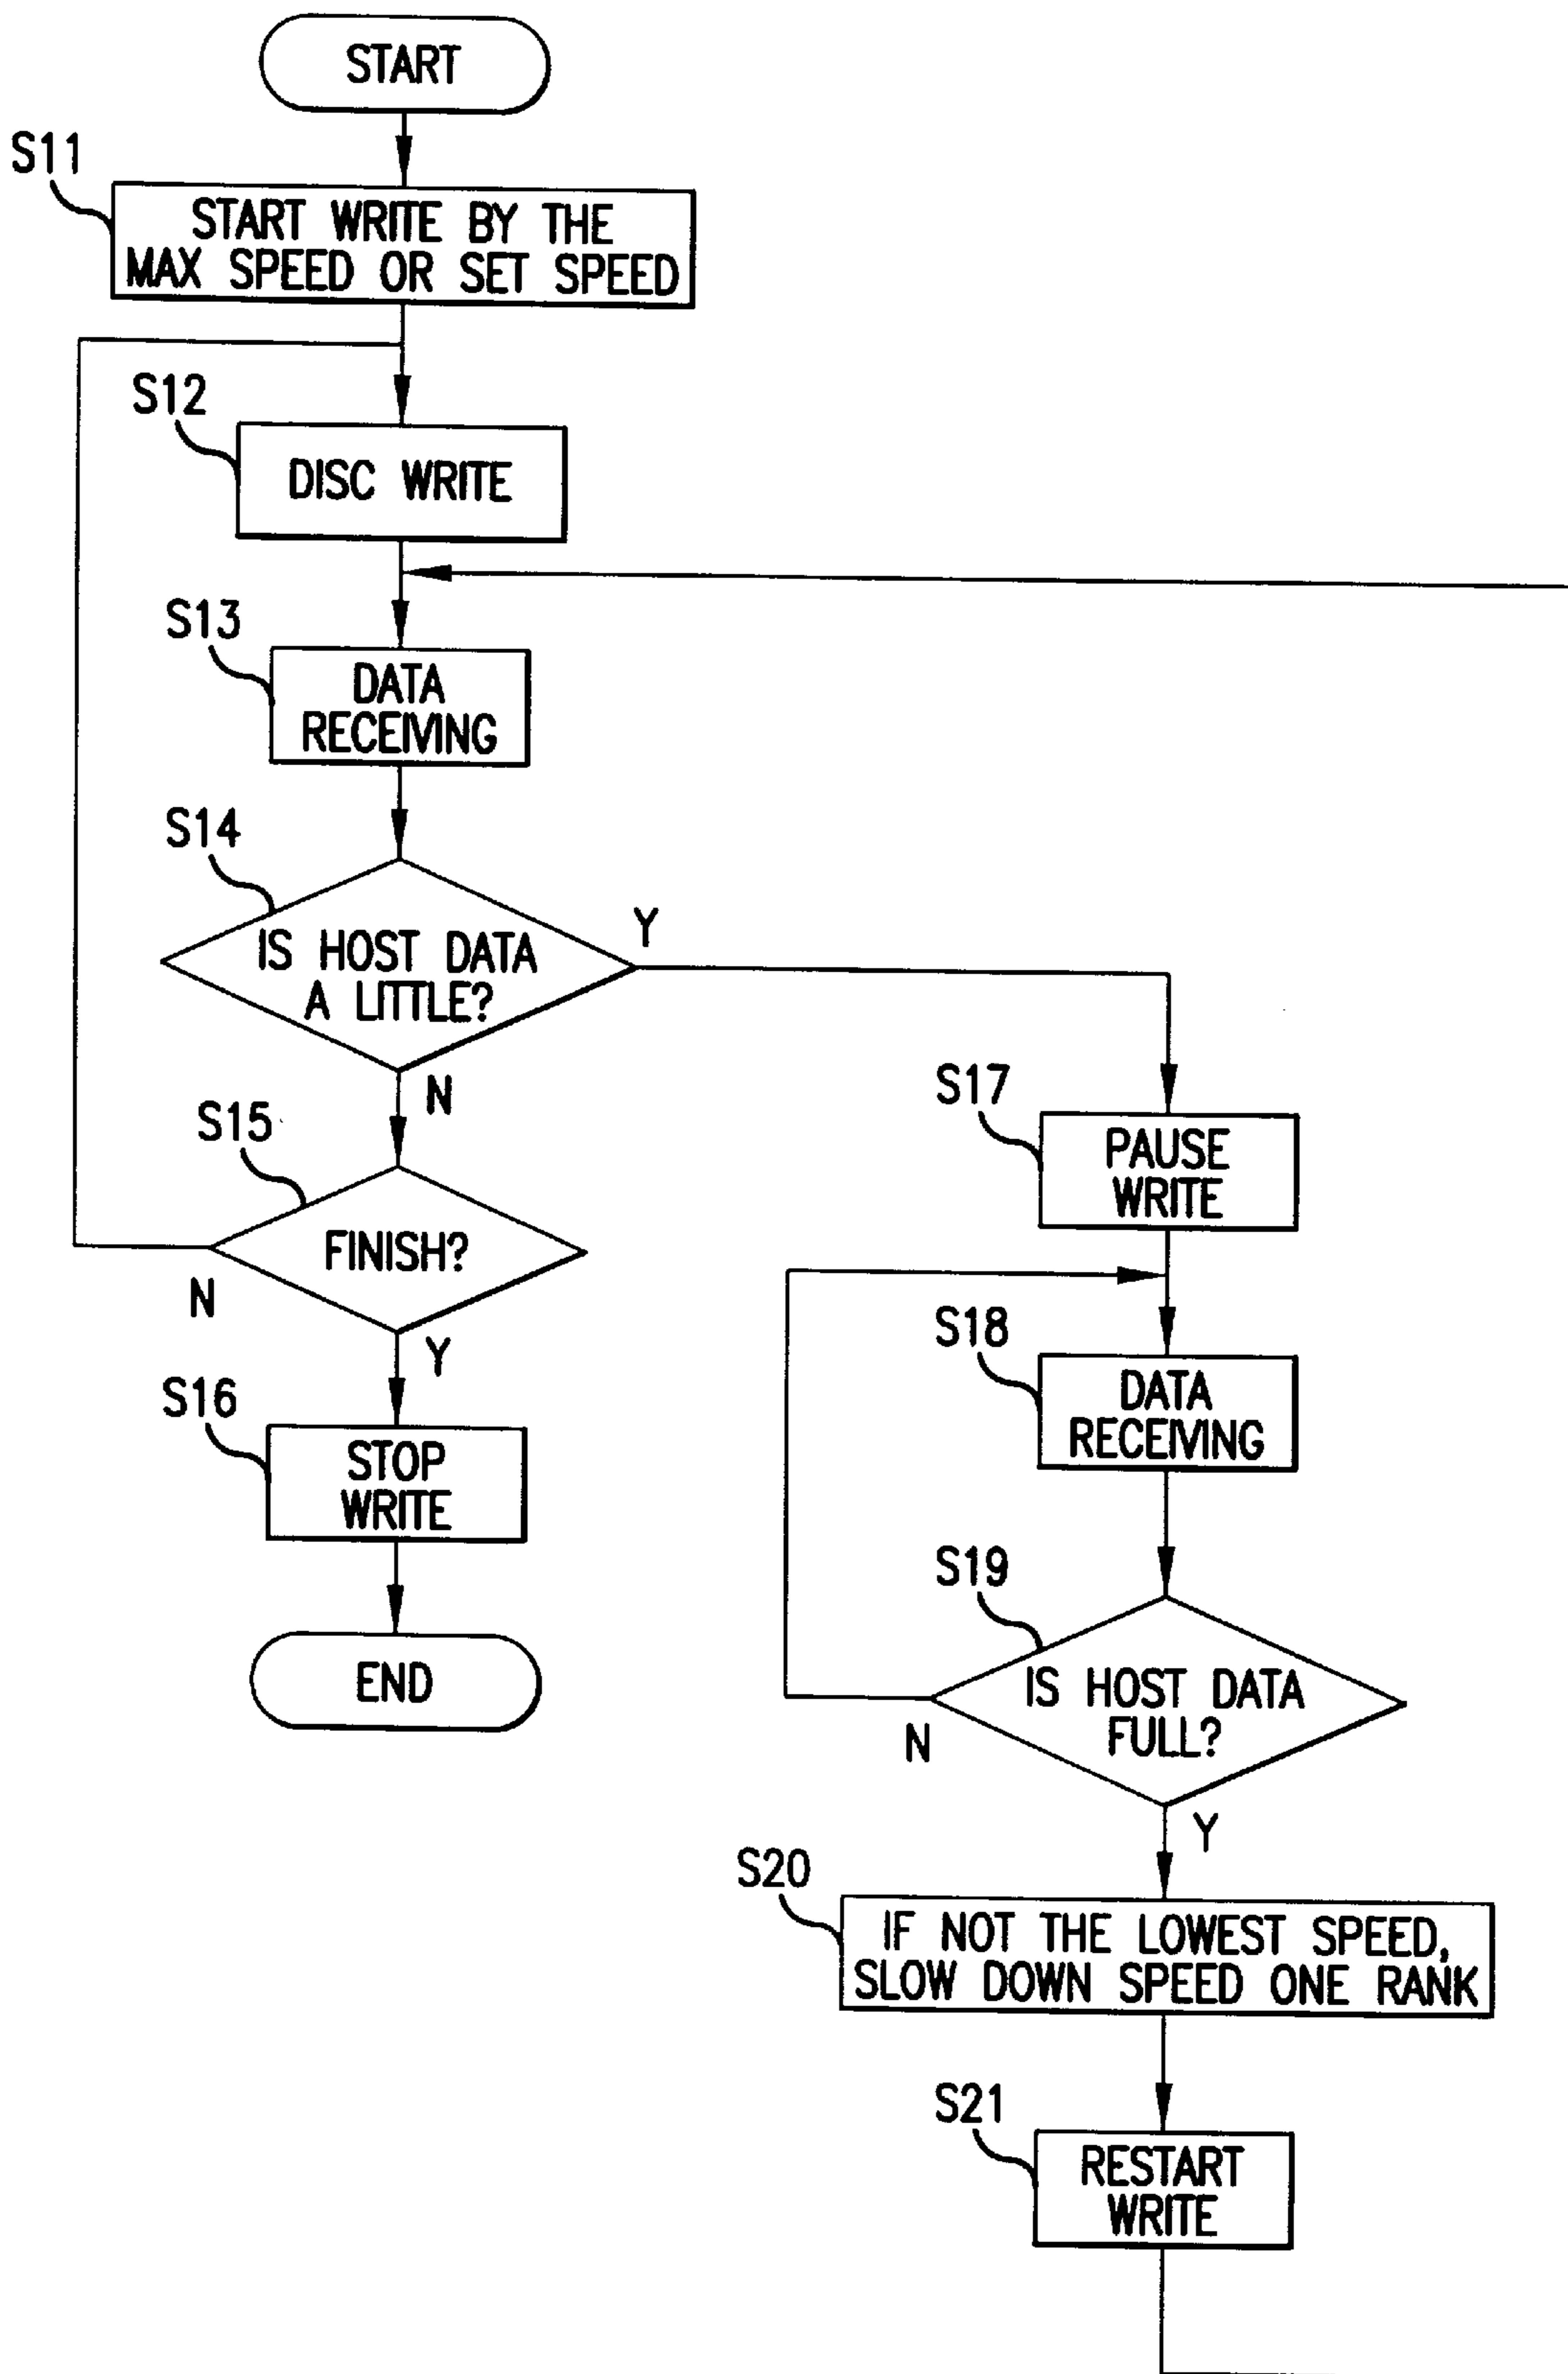 START
S11
START WRITE BY THE
MAX SPEED OR SET SPEED
S12
DISC WRITE
S13
DATA
RECEIVING
S14
IS HOST DATA
A LITTLE?
Y
N
S15
FINISH?
N
Y
S16
STOP
WRITE
END
S17
PAUSE
WRITE
S18
DATA
RECEIVING
S19
IS HOST DATA
FULL?
N
Y
S20
IF NOT THE LOWEST SPEED,
SLOW DOWN SPEED ONE RANK
S21
RESTART
WRITE